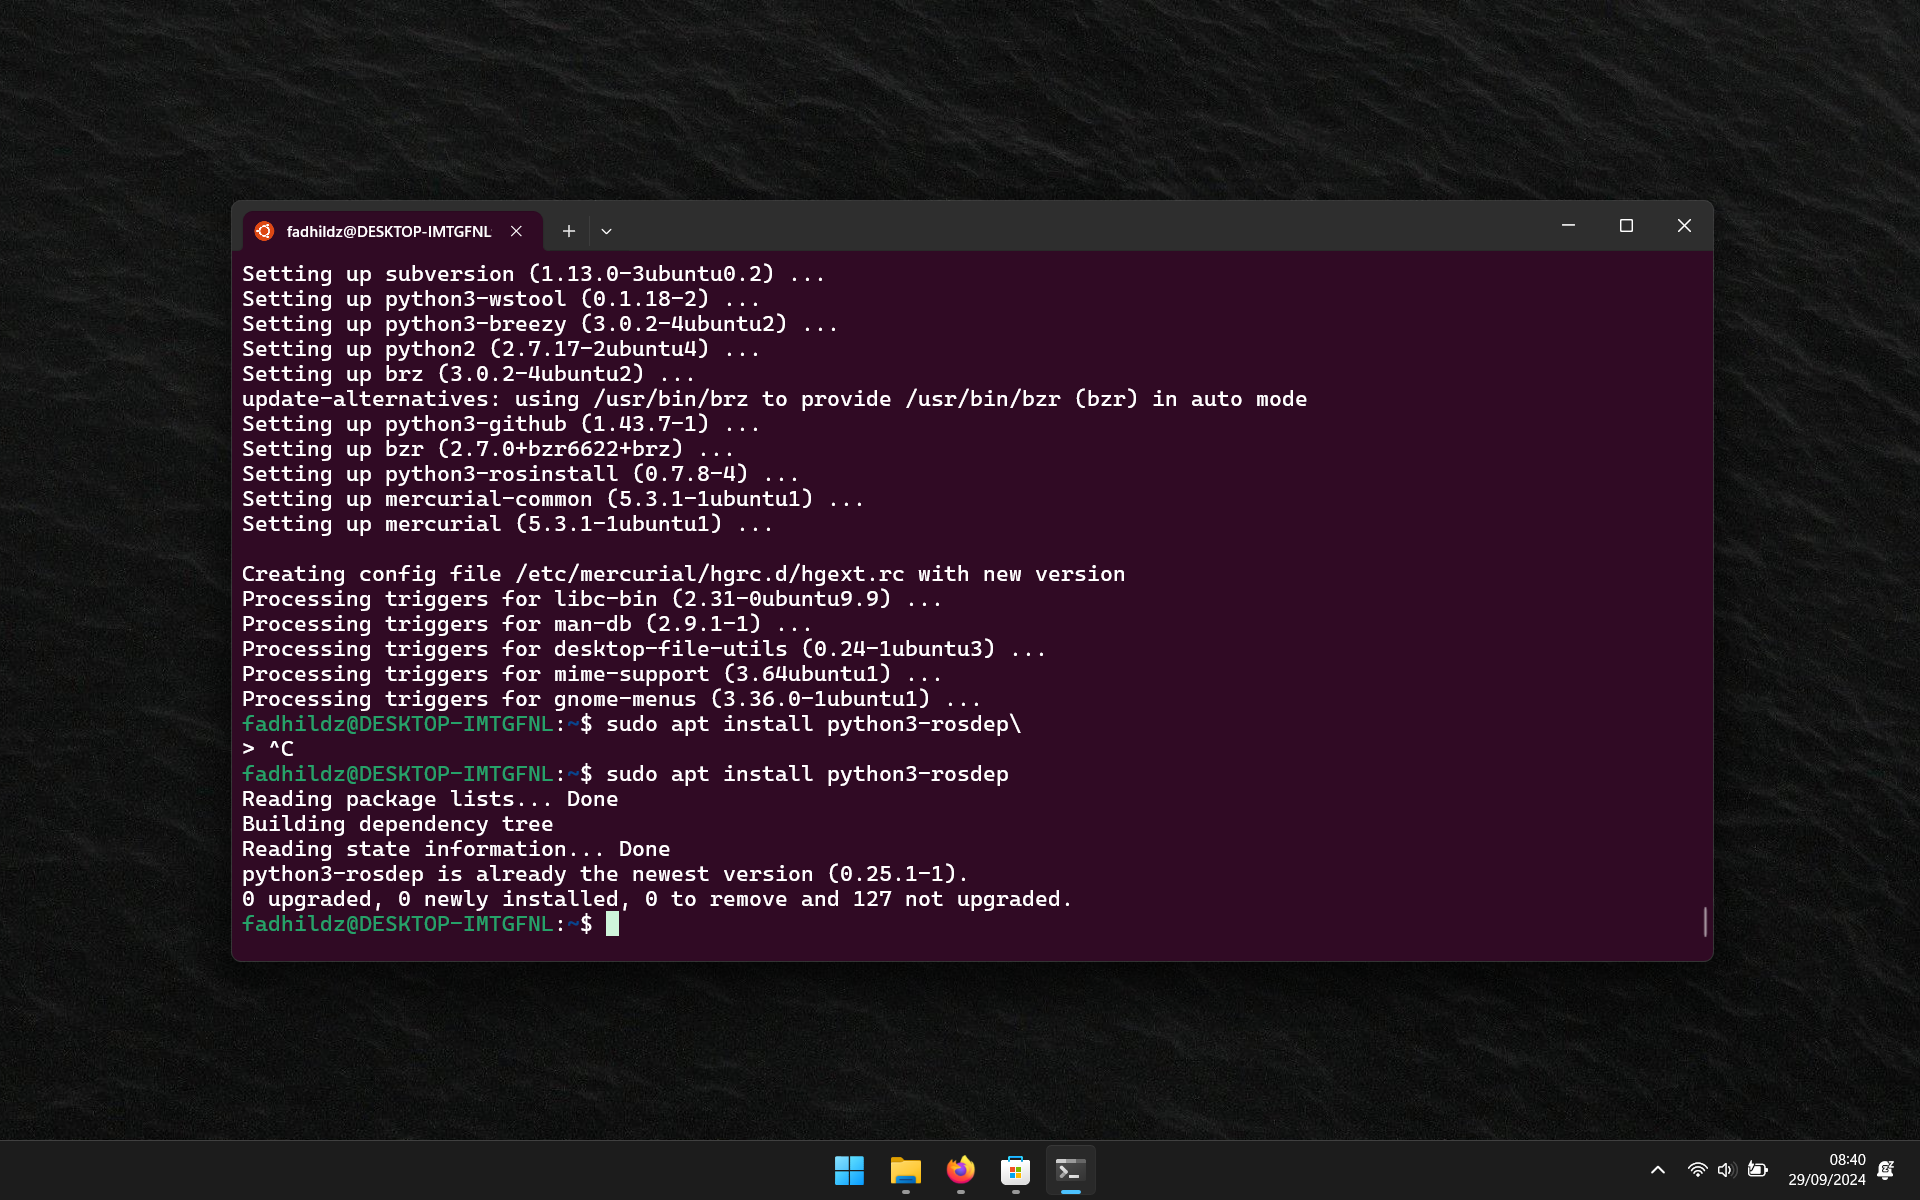 fadhildz@DESKTOP-IMTGFNL
Setting up subversion (1.13.0-3ubuntu0.2) ...
Setting up python3-wstool (0.1.18-2) ...
Setting up python3-breezy (3.0.2-4ubuntu2) ...
Setting up python2 (2.7.17-2ubuntu4) ...
Setting up brz (3.0.2-4ubuntu2) ...
update-alternatives: using /usr/bin/brz to provide /usr/bin/bzr (bzr) in auto mode
Setting up python3-github (1.43.7-1) ...
Setting up bzr (2.7.0+bzr6622+brz) ...
Setting up python3-rosinstall (0.7.8-4) ...
Setting up mercurial-common (5.3.1-1ubuntu1) ...
Setting up mercurial (5.3.1-1ubuntu1) ...
Creating config file /etc/mercurial/hgrc.d/hgext.rc with new version
Processing triggers for libc-bin (2.31-0ubuntu9.9) ...
Processing triggers for man-db (2.9.1-1) ...
Processing triggers for desktop-file-utils (0.24-1ubuntu3) ...
Processing triggers for mime-support (3.64ubuntu1) ...
Processing triggers for gnome-menus (3.36.0-1ubuntu1) ...
fadhildz@DESKTOP-IMTGFNL:~$ sudo apt install python3-rosdep\
> ^C
fadhildz@DESKTOP-IMTGFNL:~$ sudo apt install python3-rosdep
Reading package lists... Done
Building dependency tree
Reading state information... Done
python3-rosdep is already the newest version (0.25.1-1).
0 upgraded, 0 newly installed, 0 to remove and 127 not upgraded.
fadhildz@DESKTOP-IMTGFNL:~$
08:40
29/09/2024